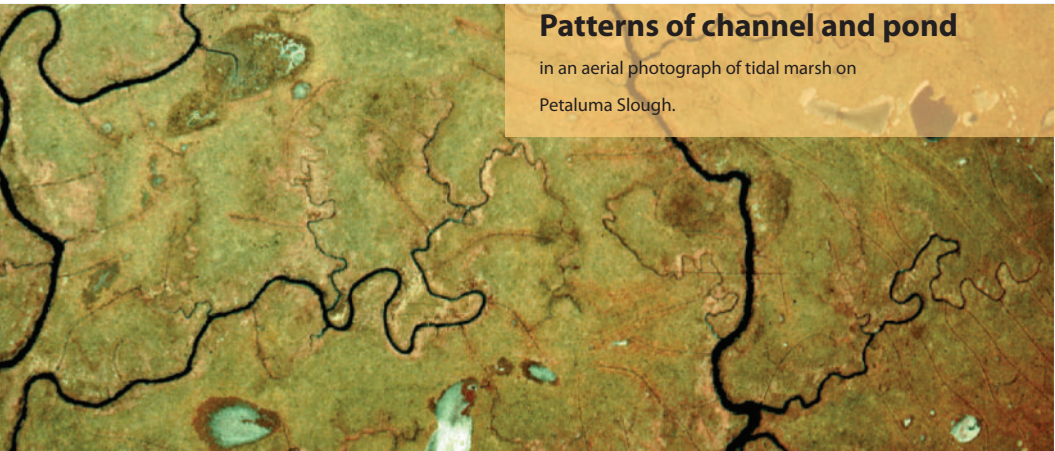 Patterns of channel and pond
in an aerial photograph of tidal marsh on
Petaluma Slough.